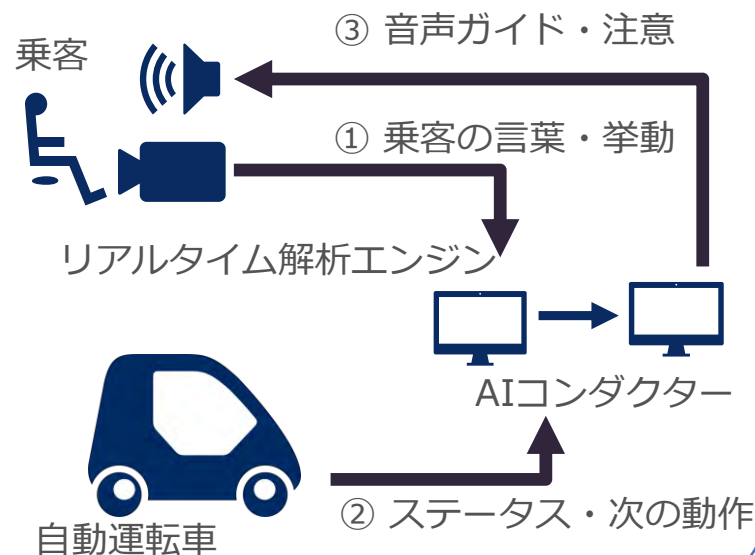 ③ 音声ガイド・注意
乗客
① 乗客の言葉・挙動
リアルタイム解析エンジン
AIコンダクター
② ステータス・次の動作
自動運転車